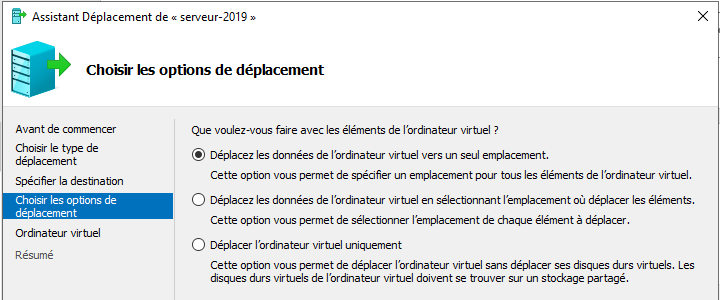 Assistant Déplacement de « serveur-2019 »
Choisir les options de déplacement
Avant de commencer
Choisir le type de
déplacement
Spécifier la destination
Choisir les options de
déplacement
Ordinateur virtuel
Résumé
Que voulez-vous faire avec les éléments de l'ordinateur virtuel ?
Déplacez les données de l'ordinateur virtuel vers un seul emplacement.
Cette option vous permet de spécifier un emplacement pour tous les éléments de l'ordinateur virtuel.
Déplacez les données de l'ordinateur virtuel en sélectionnant l'emplacement où déplacer les éléments.
Cette option vous permet de sélectionner l'emplacement de chaque élément à déplacer.
Déplacer l'ordinateur virtuel uniquement
Cette option vous permet de déplacer l'ordinateur virtuel sans déplacer ses disques durs virtuels. Les
disques durs virtuels de l'ordinateur virtuel doivent se trouver sur un stockage partagé.